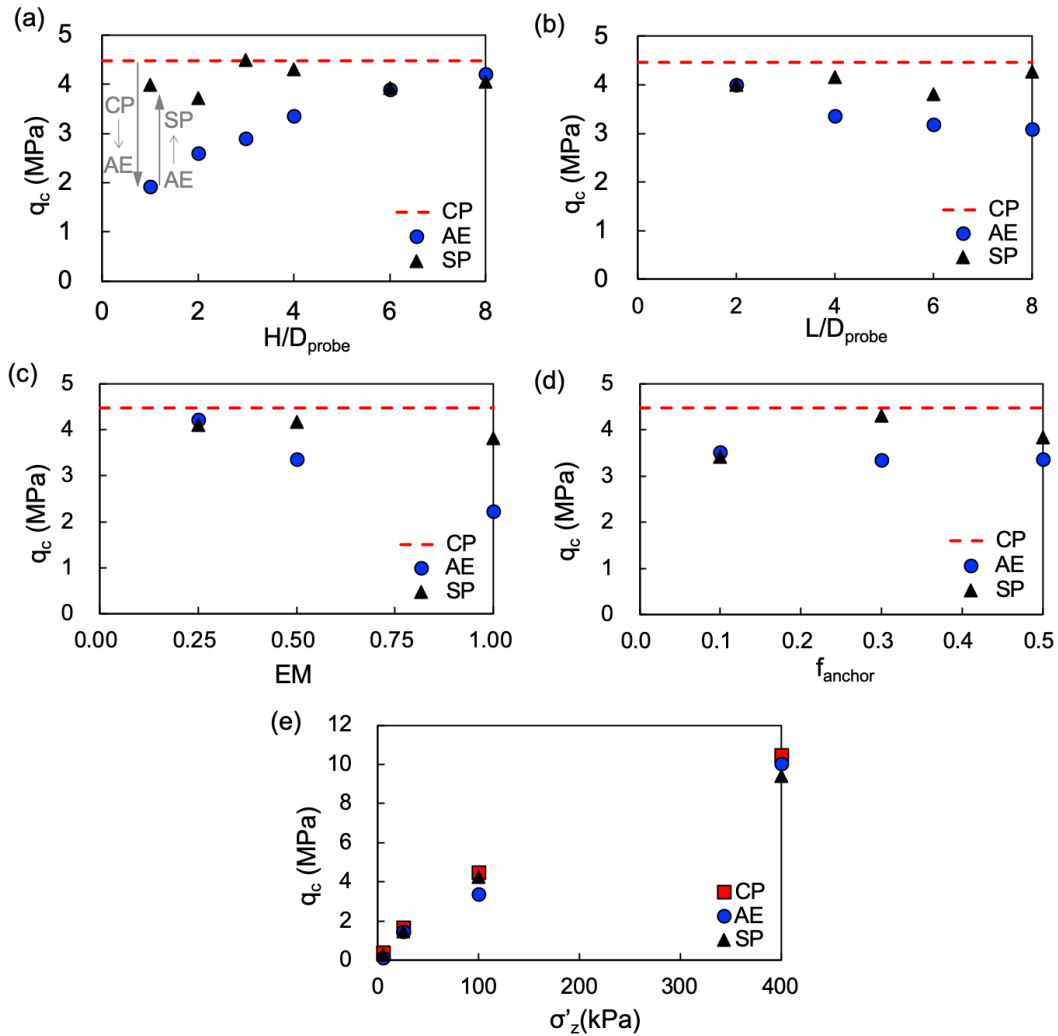 (a)
5
4
3
2
1
0
q_c (MPa)
CP
↓
AE
SP
↑
AE
CP
AE
SP
0
2
4
6
8
H/D_probe
(b)
5
4
3
2
1
0
q_c (MPa)
CP
AE
SP
0
2
4
6
8
L/D_probe
(c)
5
4
3
2
1
0
q_c (MPa)
CP
AE
SP
0.00
0.25
0.50
0.75
1.00
EM
(d)
5
4
3
2
1
0
q_c (MPa)
CP
AE
SP
0.0
0.1
0.2
0.3
0.4
0.5
f_anchor
(e)
12
10
8
6
4
2
0
q_c (MPa)
CP
AE
SP
0
100
200
300
400
σ'_z(kPa)